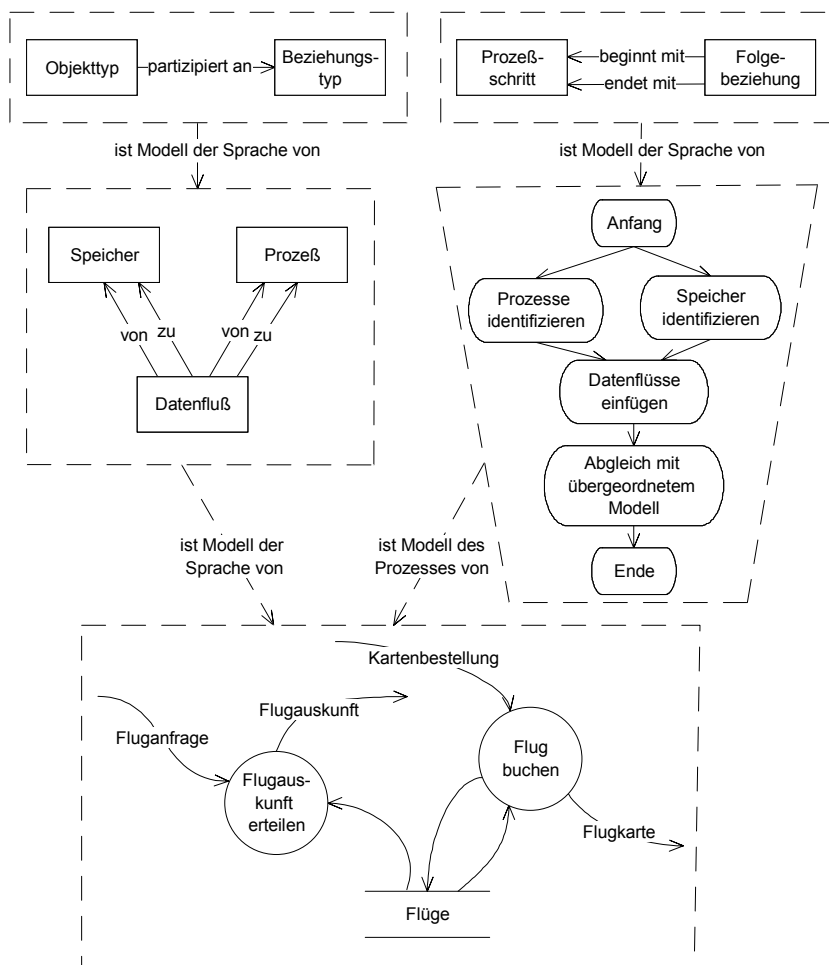 Objekttyp
partizipiert an
Beziehungs-
typ
Prozeß-
schritt
beginnt mit
endet mit
Folge-
beziehung
ist Modell der Sprache von
ist Modell der Sprache von
Speicher
Prozeß
von
zu
von
zu
Datenfluß
Anfang
Prozesse
identifizieren
Speicher
identifizieren
Datenflüsse
einfügen
Abgleich mit
übergeordnetem
Modell
Ende
ist Modell der
Sprache von
ist Modell des
Prozesses von
Kartenbestellung
Fluganfrage
Flugauskunft
Flugaus-
kunft
erteilen
Flug
buchen
Flugkarte
Flüge